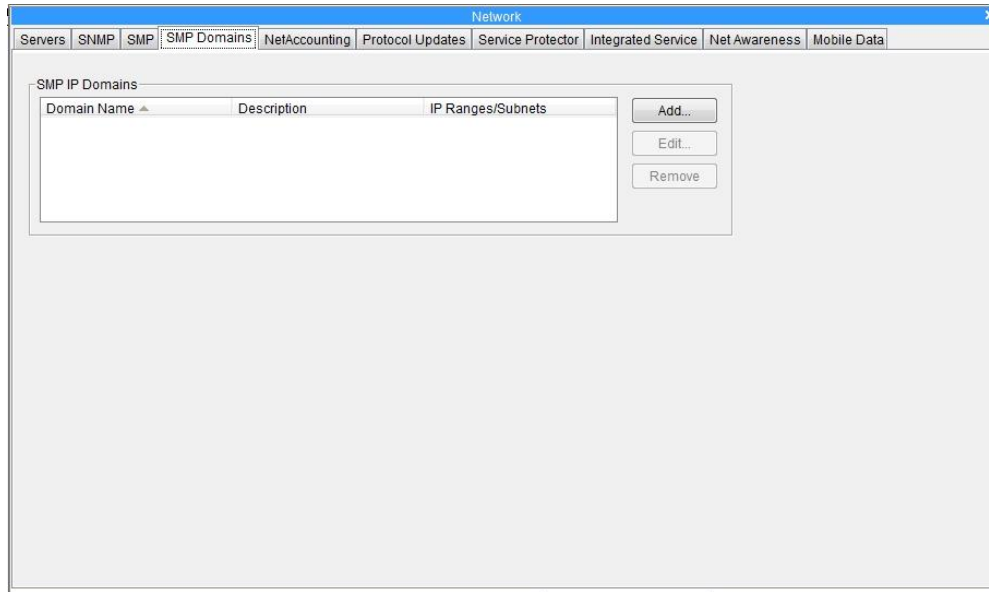 Network
Servers SNMP SMP SMP Domains NetAccounting Protocol Updates Service Protector Integrated Service Net Awareness Mobile Data
SMP IP Domains
Domain Name Description IP Ranges/Subnets
Add...
Edit...
Remove